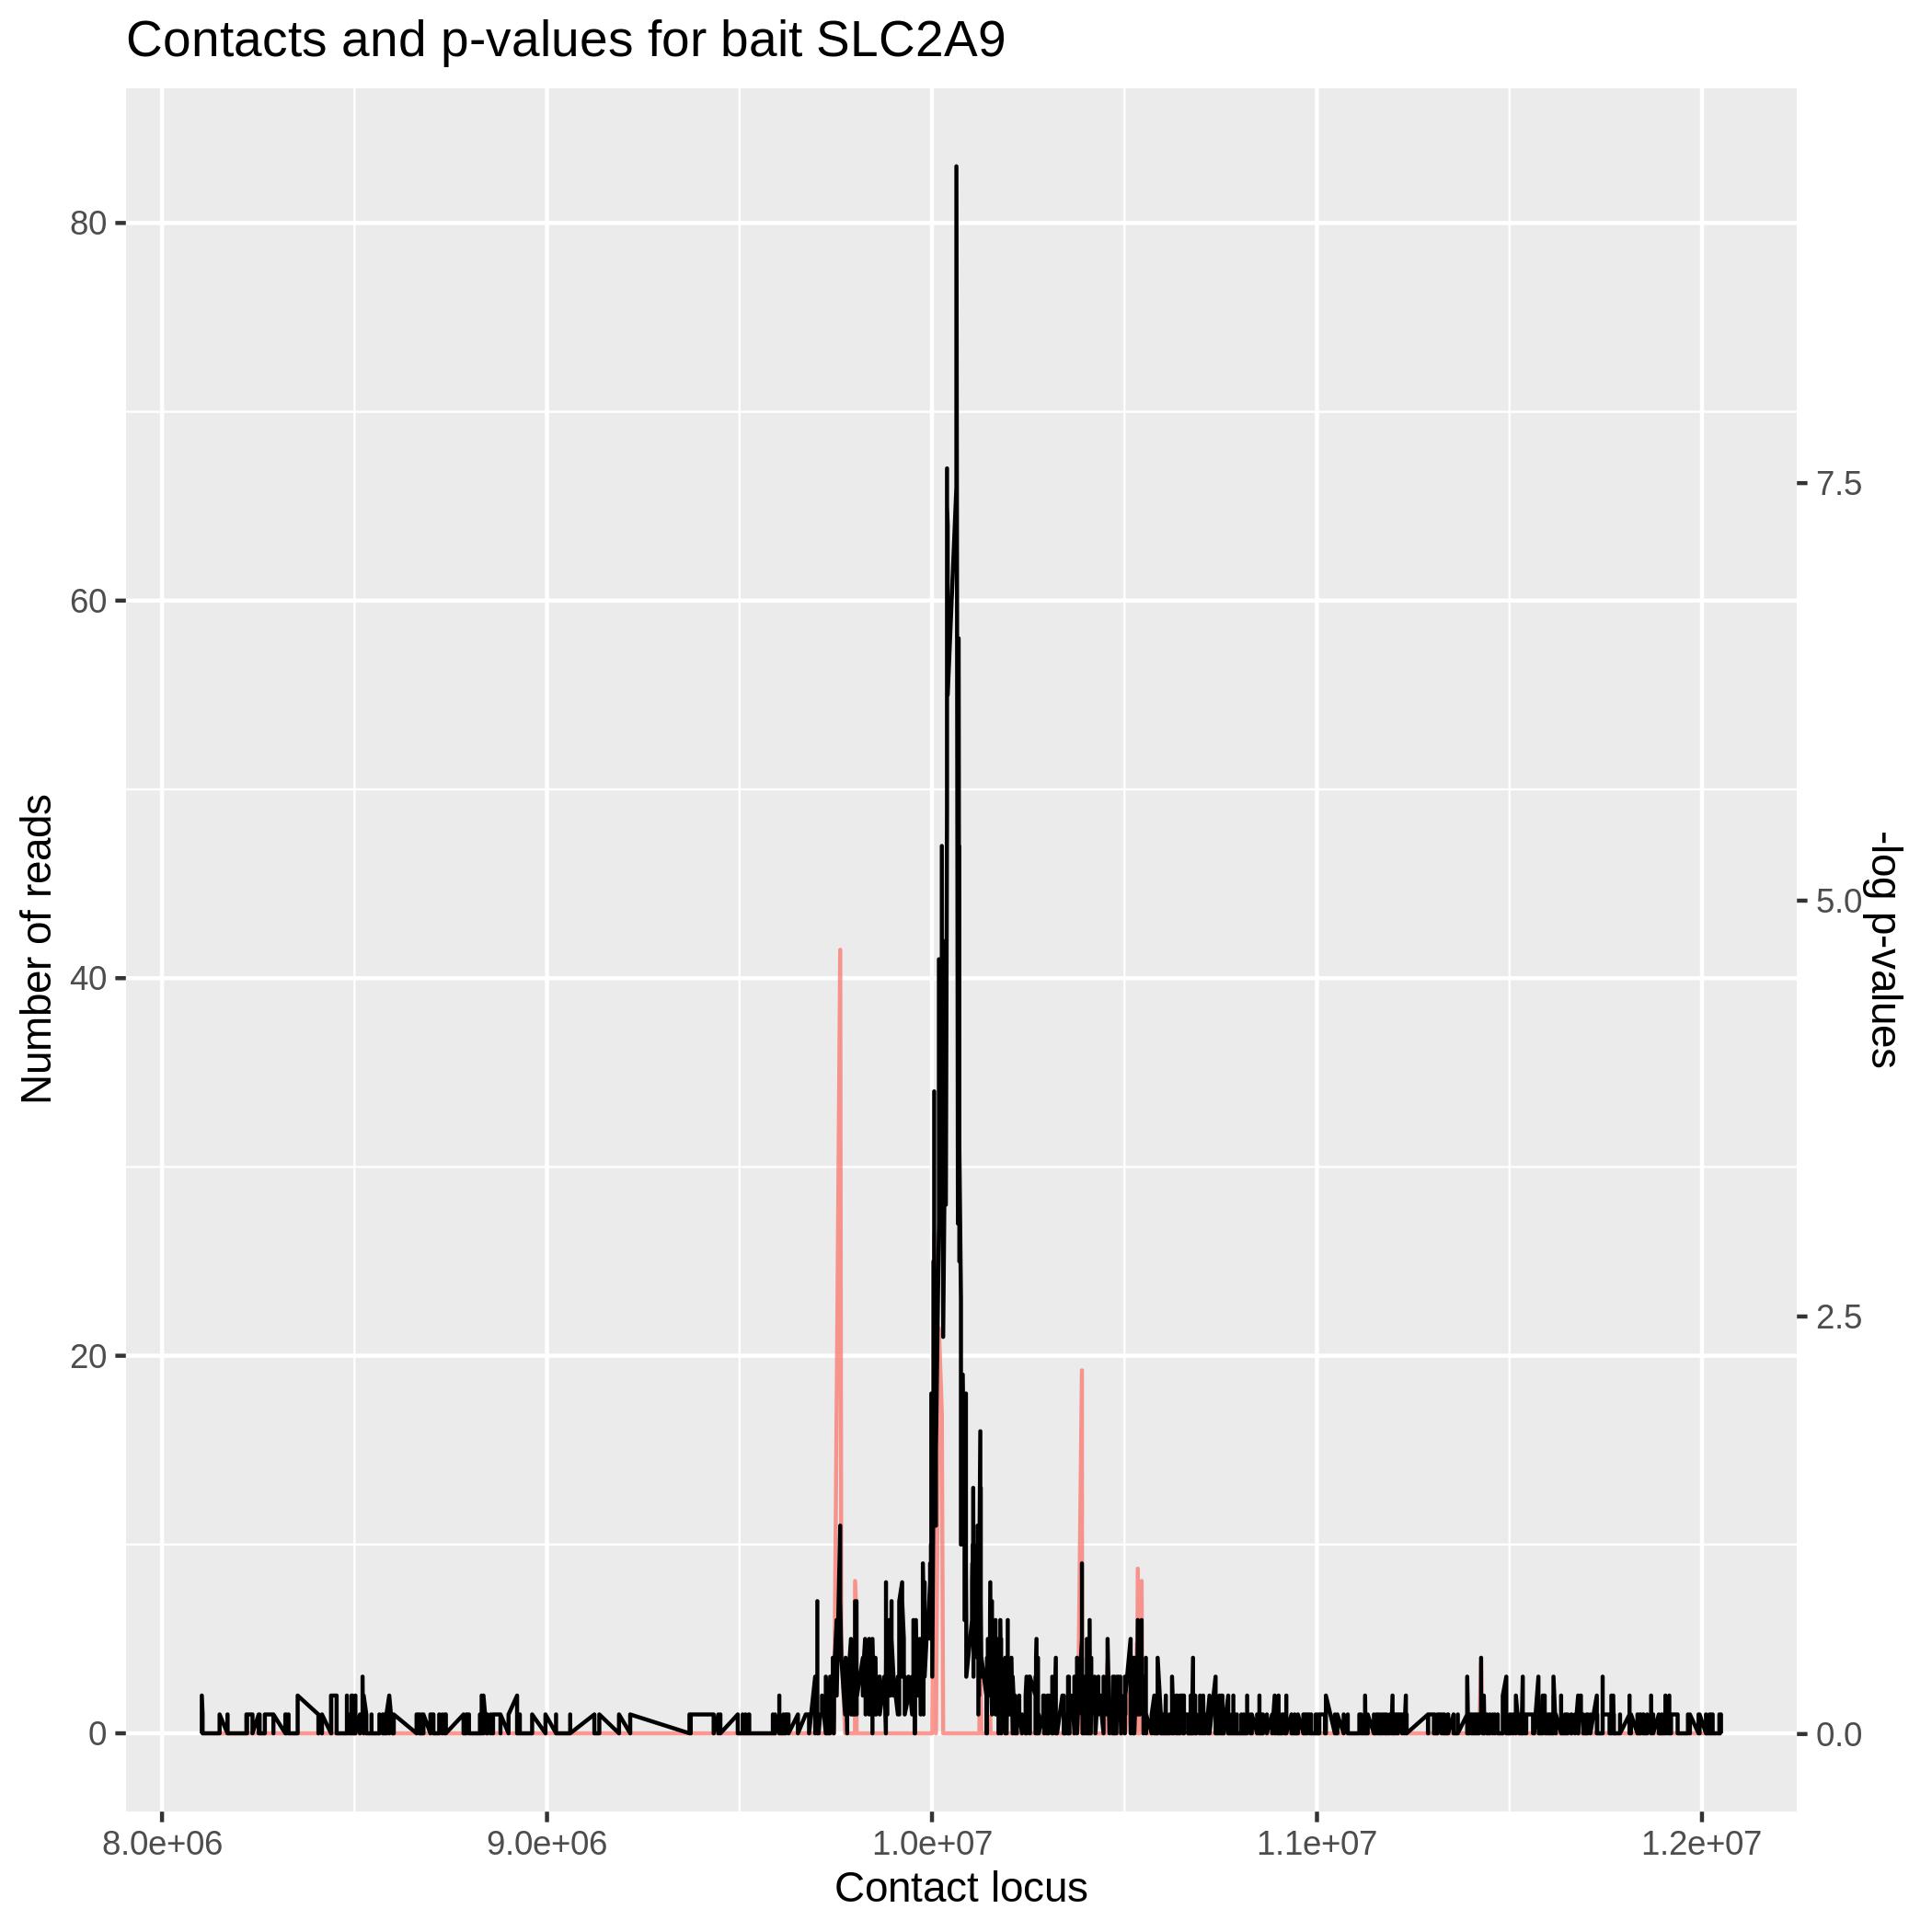 Contacts and p-values for bait SLC2A9
80
60
40
20
0
Number of reads
7.5
5.0
2.5
0.0
-log p-values
8.0e+06 9.0e+06 1.0e+07 1.1e+07 1.2e+07
Contact locus